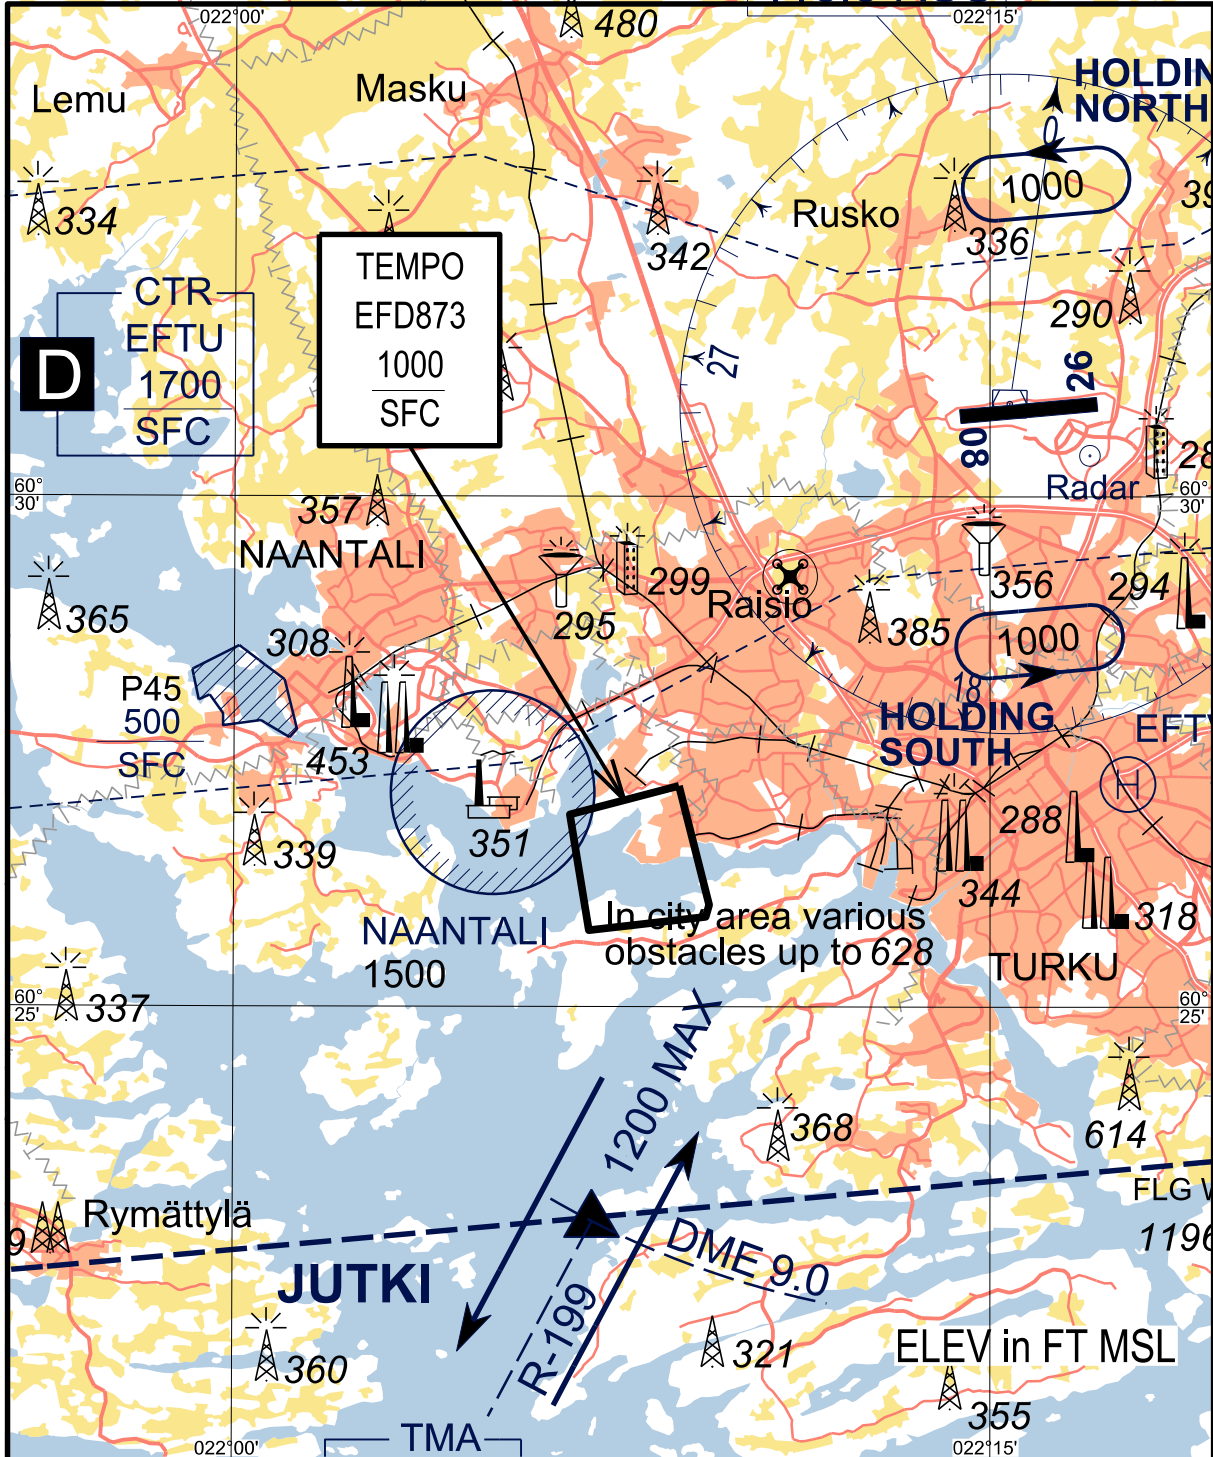 022°00'
022°15'
480
Lemu
Masku
HOLDIN
NORTH
0
1000
334
342
Rusko
336
39
290
CTR
EFTU
1700
SFC
D
TEMPO
EFD873
1000
SFC
27
26
08
Radar
28
60°
30'
60°
30'
357
NAANTALI
365
295
299
Raisio
385
356
294
308
1000
P45
500
SFC
453
18
HOLDING
SOUTH
EFT
H
339
351
288
344
318
NAANTALI
1500
In city area various
obstacles up to 628
TURKU
337
60°
25'
60°
25'
1200 MAX
368
614
Rymättylä
9
FLG
1196
JUTKI
DME 9.0
R-199
360
321
ELEV in FT MSL
355
TMA
022°00'
022°15'